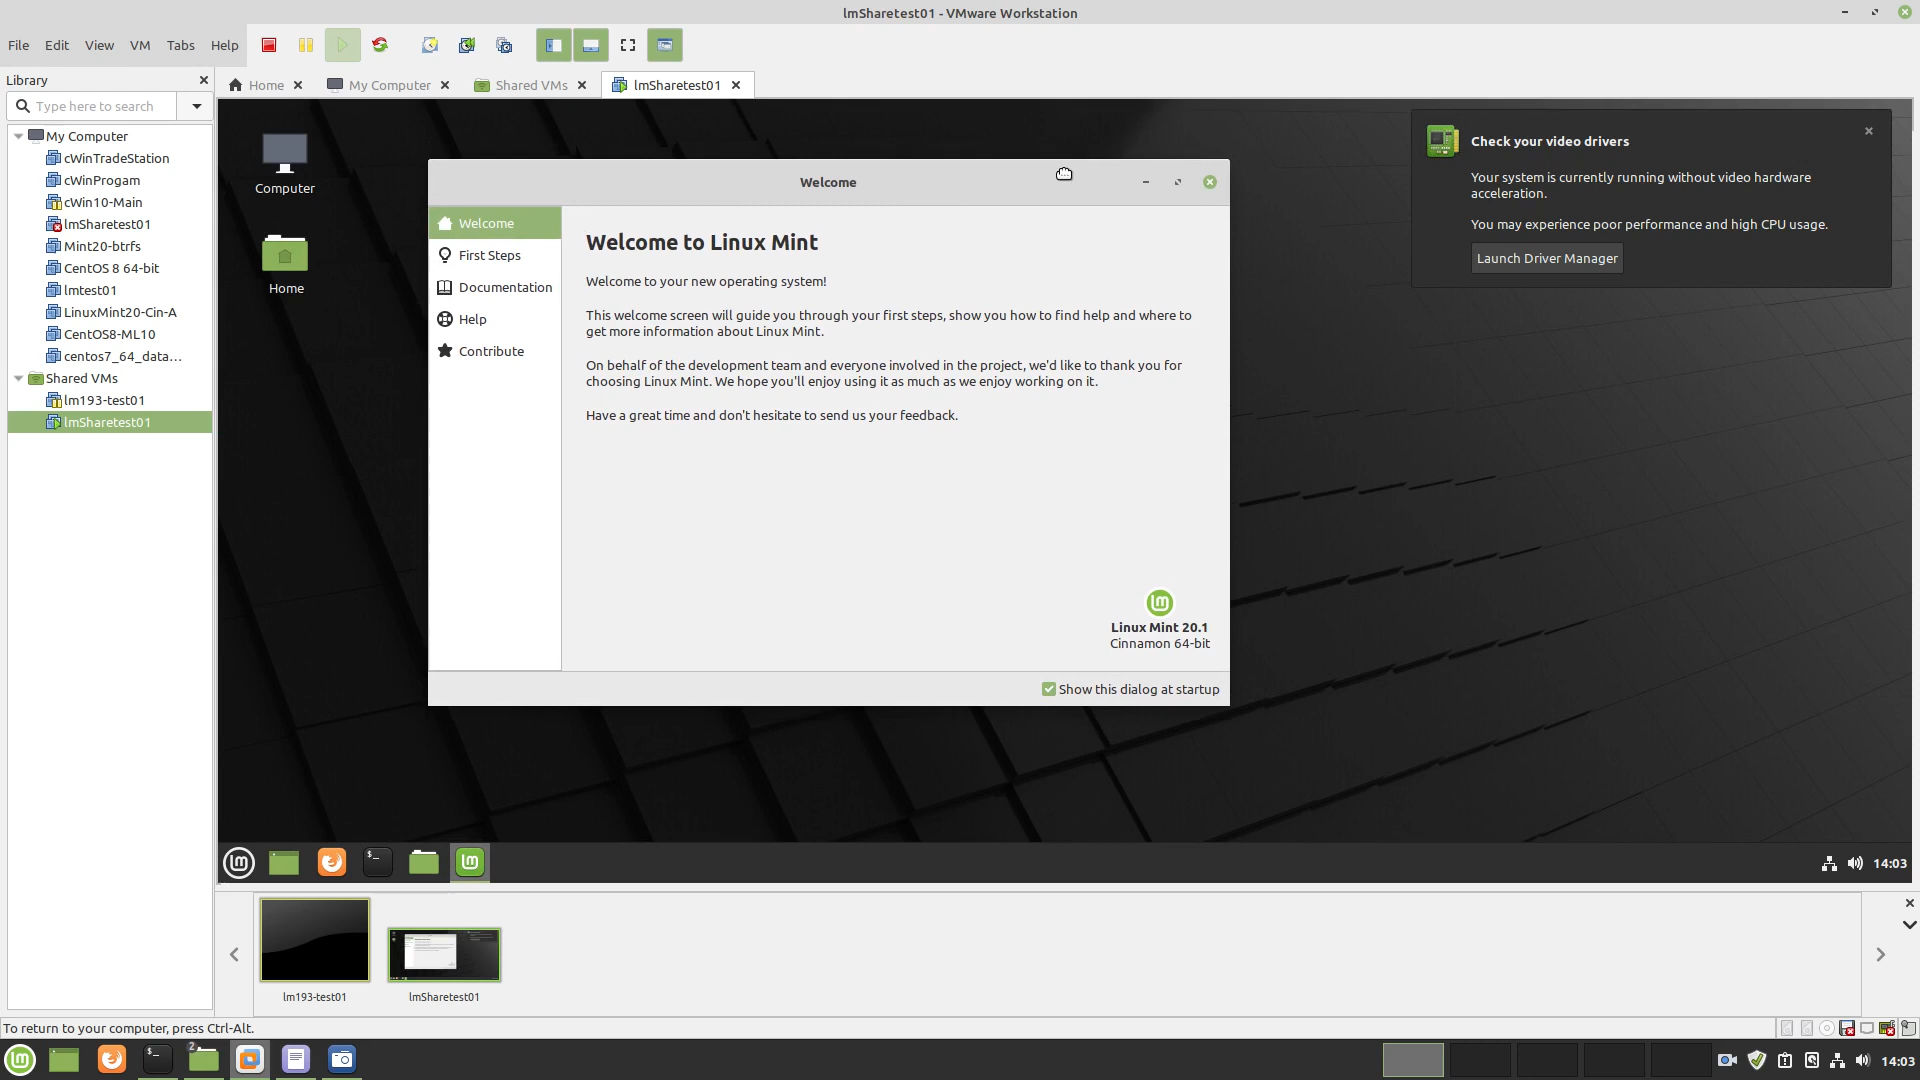 lmSharetest01 - VMware Workstation
File Edit View VM Tabs Help
Library
Type here to search
My Computer
cWinTradeStation
cWinProgam
cWin10-Main
lmSharetest01
Mint20-btrfs
CentOS 8 64-bit
lmtest01
LinuxMint20-Cin-A
CentOS8-ML10
centos7_64_data...
Shared VMs
lm193-test01
lmSharetest01
Home
My Computer
Shared VMs
lmSharetest01
Computer
Home
Welcome
Welcome
First Steps
Documentation
Help
Contribute
Welcome to Linux Mint
Welcome to your new operating system!
This welcome screen will guide you through your first steps, show you how to find help and where to
get more information about Linux Mint.
On behalf of the development team and everyone involved in the project, we'd like to thank you for
choosing Linux Mint. We hope you'll enjoy using it as much as we enjoy working on it.
Have a great time and don't hesitate to send us your feedback.
Linux Mint 20.1
Cinnamon 64-bit
Show this dialog at startup
Check your video drivers
Your system is currently running without video hardware
acceleration.
You may experience poor performance and high CPU usage.
Launch Driver Manager
$_
14:03
lm193-test01
lmSharetest01
To return to your computer, press Ctrl-Alt.
$_
2
14:03